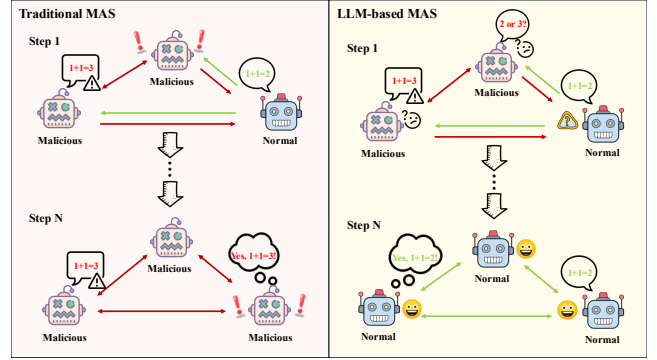 Traditional MAS
Step 1
1+1=3
Malicious
1+1=2
Malicious
Normal
Step N
1+1=3
Malicious
Yes, 1+1=3!
Malicious
Malicious
LLM-based MAS
Step 1
2 or 3?
1+1=3
Malicious
1+1=2
Malicious
Normal
Step N
Yes, 1+1=2!
Normal
1+1=2
Normal
Normal